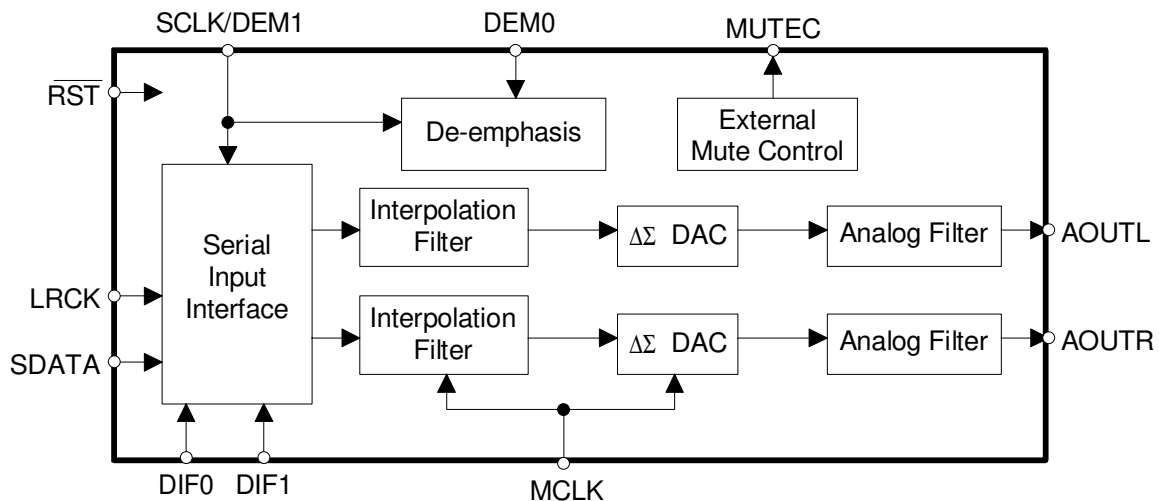 SCLK/DEM1
DEM0
MUTEC
RST
De-emphasis
External
Mute Control
Serial
Input
Interface
Interpolation
Filter
ΔΣ DAC
Analog Filter
AOUTL
LRCK
SDATA
Interpolation
Filter
ΔΣ DAC
Analog Filter
AOUTR
DIF0
DIF1
MCLK